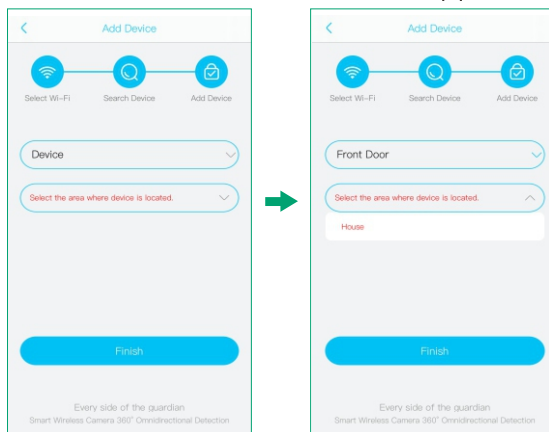 Add Device
Select Wi-Fi
Search Device
Add Device
Device
Select the area where device is located.
Finish
Every side of the guardian
Smart Wireless Camera 360° Omnidirectional Detection
Add Device
Select Wi-Fi
Search Device
Add Device
Front Door
Select the area where device is located.
House
Finish
Every side of the guardian
Smart Wireless Camera 360° Omnidirectional Detection